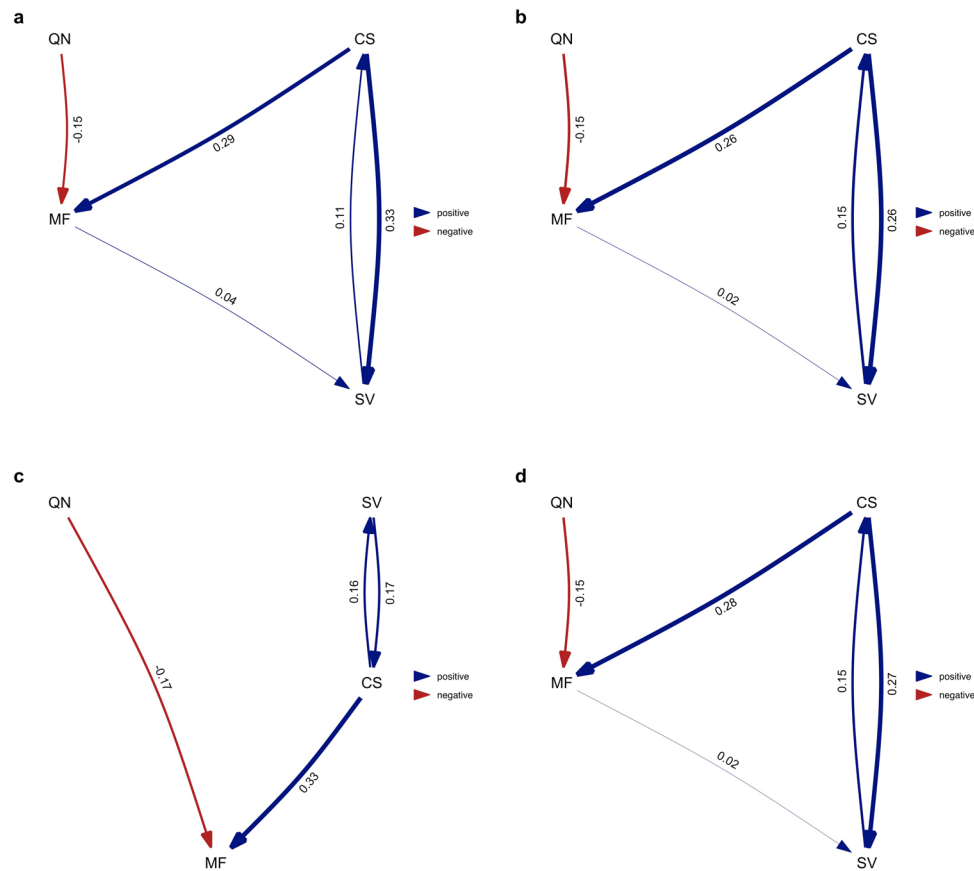 a
QN
CS
-0.15
0.29
0.11
0.33
MF
positive
negative
0.04
SV
b
QN
CS
-0.15
0.26
0.15
0.26
MF
positive
negative
0.02
SV
c
QN
SV
0.16
0.17
-0.17
CS
positive
negative
0.33
MF
d
QN
CS
-0.15
0.28
0.15
0.27
MF
positive
negative
0.02
SV